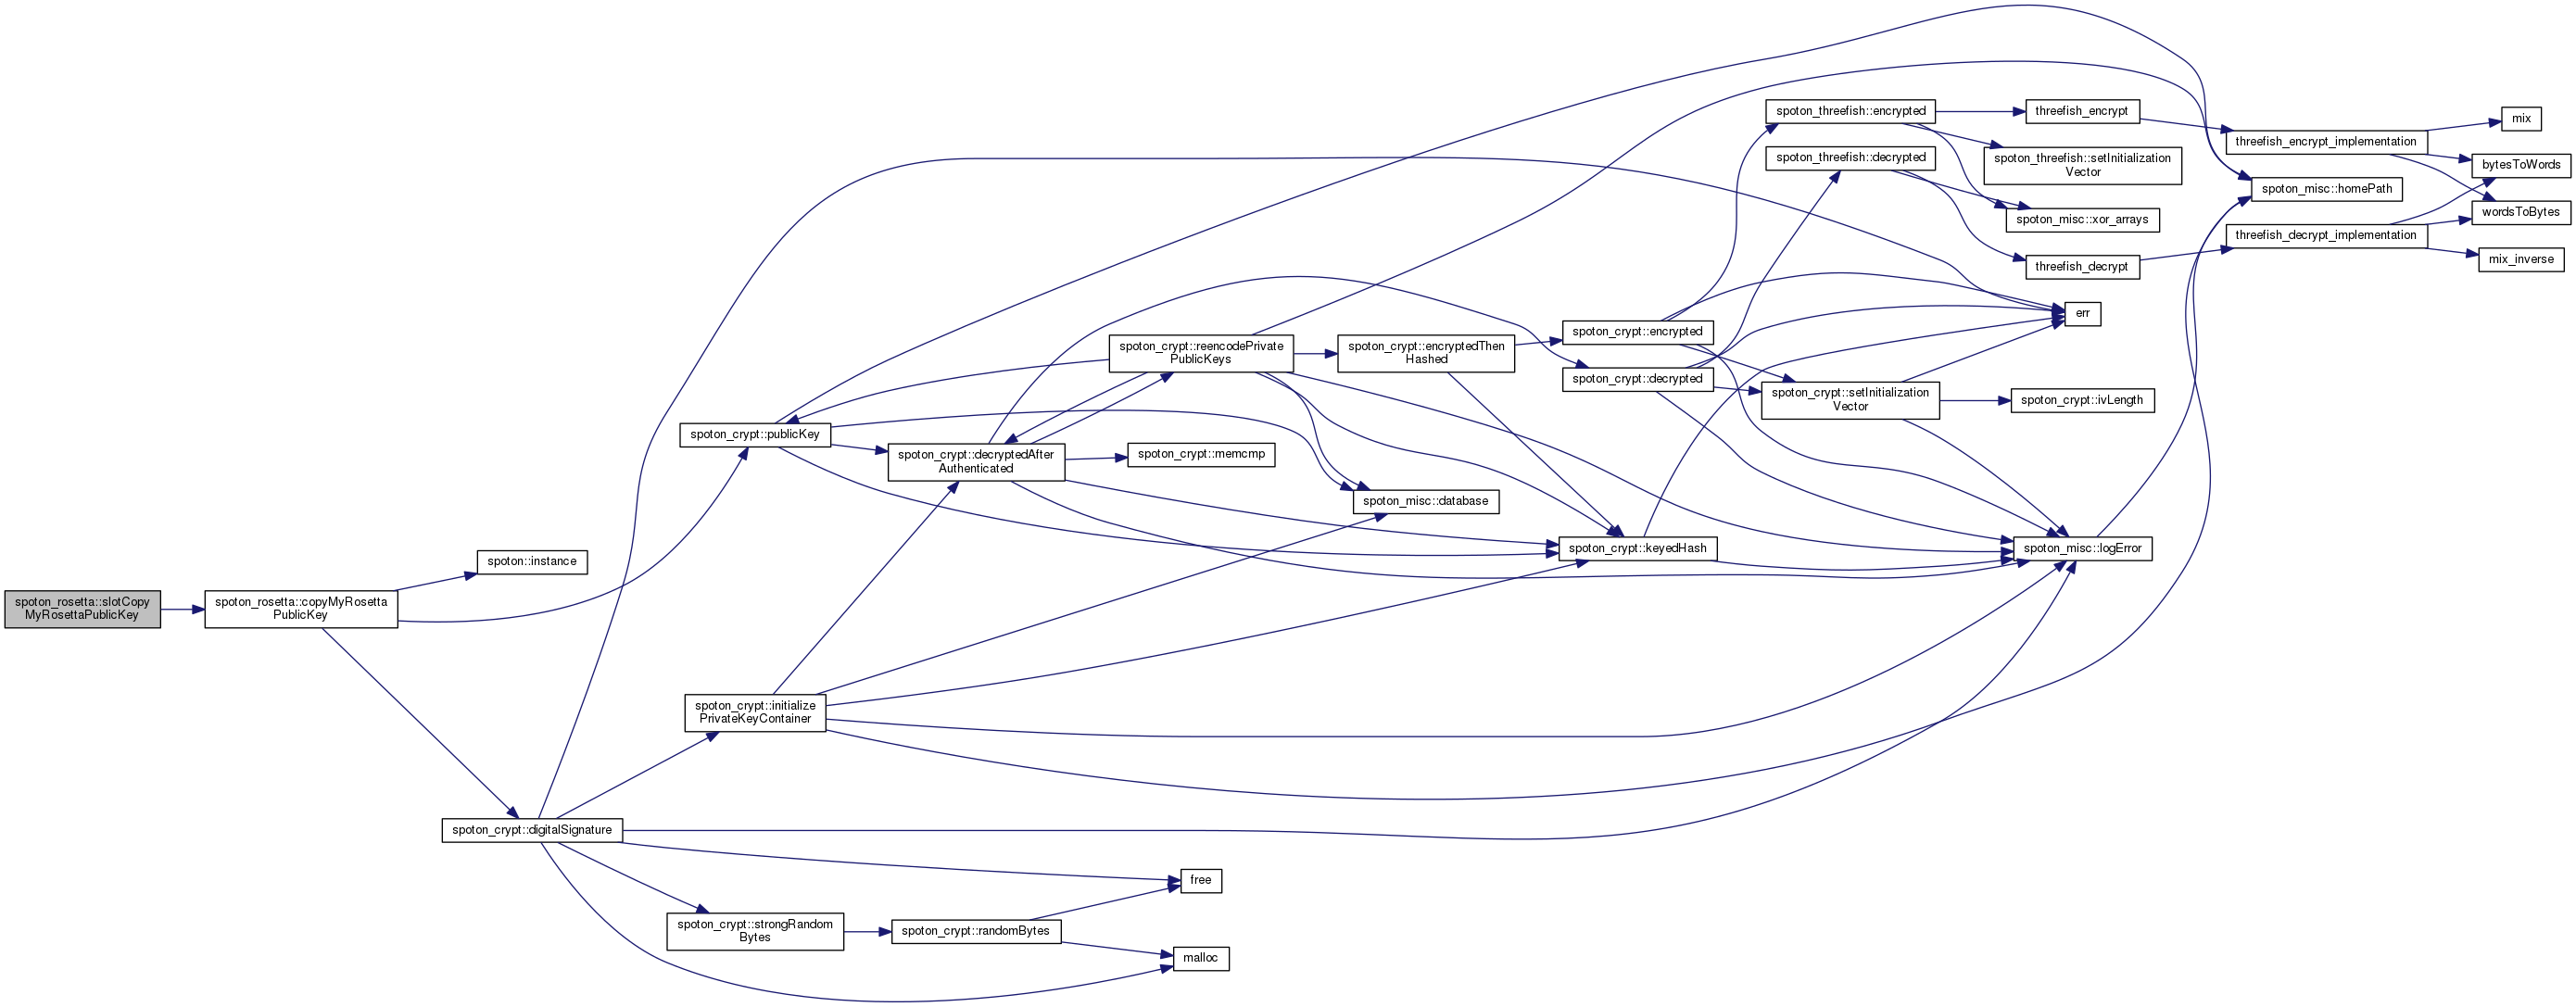 spoton_rosetta::slotCopy
MyRosettaPublicKey
spoton_rosetta::copyMyRosetta
PublicKey
spoton::instance
spoton_crypt::publicKey
spoton_crypt::decryptedAfter
Authenticated
spoton_crypt::reencodePrivate
PublicKeys
spoton_crypt::memcmp
spoton_misc::database
spoton_crypt::encryptedThen
Hashed
spoton_crypt::encrypted
spoton_crypt::decrypted
spoton_crypt::keyedHash
spoton_threefish::encrypted
spoton_threefish::decrypted
spoton_crypt::setInitialization
Vector
threefish_encrypt
spoton_threefish::setInitialization
Vector
spoton_misc::xor_arrays
threefish_decrypt
err
spoton_crypt::ivLength
spoton_misc::logError
threefish_encrypt_implementation
spoton_misc::homePath
threefish_decrypt_implementation
mix
bytesToWords
wordsToBytes
mix_inverse
spoton_crypt::initialize
PrivateKeyContainer
spoton_crypt::digitalSignature
spoton_crypt::strongRandom
Bytes
spoton_crypt::randomBytes
free
malloc